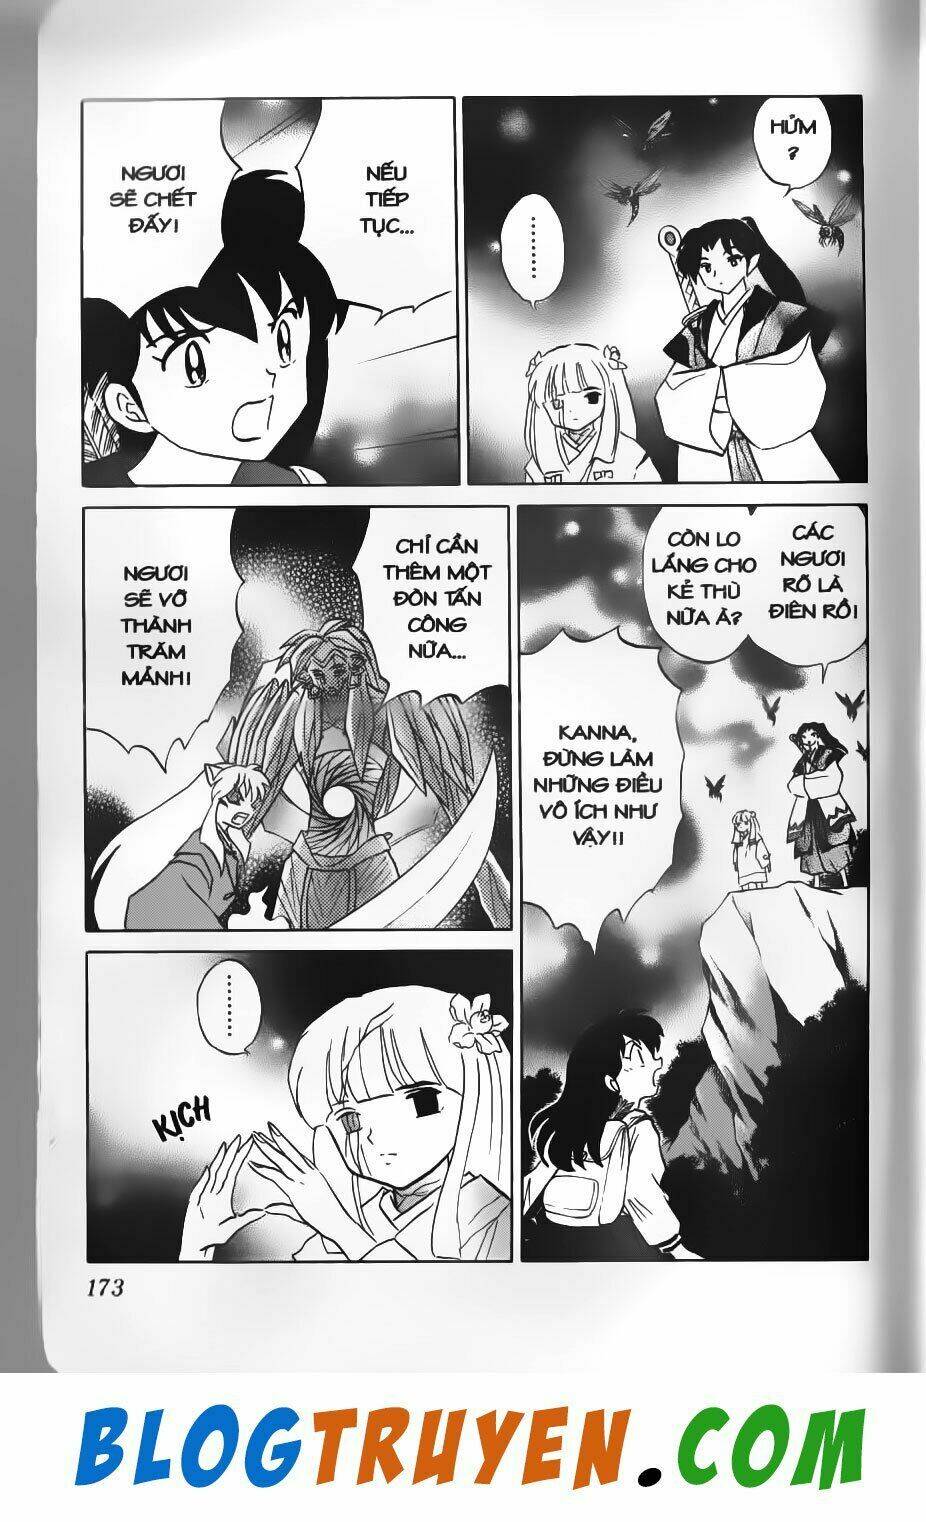 HỬM
?
........
NẾU
TIẾP
TỤC...
NGƯƠI
SẼ CHẾT
ĐẤY!
CÁC
NGƯƠI
RÕ LÀ
ĐIÊN RỒ!
CÒN LO
LẮNG CHO
KẺ THÙ
NỮA À?
KANNA,
ĐỪNG LÀM
NHỮNG ĐIỀU
VÔ ÍCH NHƯ
VẬY!!
CHỈ CẦN
THÊM MỘT
ĐÒN TẤN
CÔNG
NỮA...
NGƯƠI
SẼ VỠ
THÀNH
TRĂM
MẢNH!
........
KỊCH
173
BLOGTRUYEN.COM